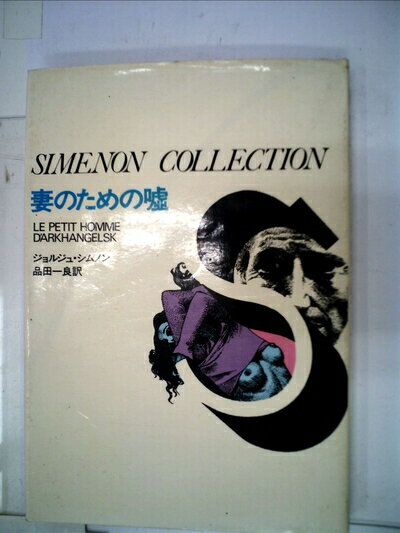 SIMENON COLLECTION
妻のための嘘
LE PETIT HOMME
D'ARKHANGELSK
ジョルジュ・シムノン
品田一良訳